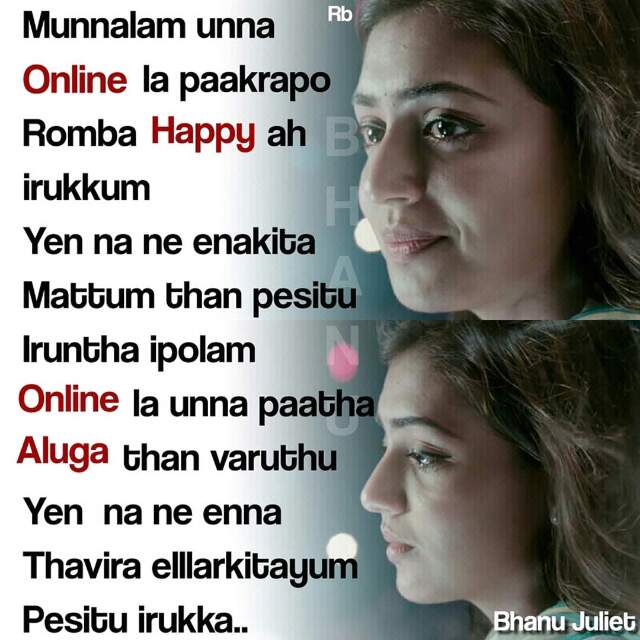 Rb
Munnalam unna
Online la paakrapo
Romba Happy ah
irukkum
Yen na ne enakita
Mattum than pesitu
Iruntha ipolam
Online la unna paatha
Aluga than varuthu
Yen na ne enna
Thavira elllarkitayum
Pesitu irukka..
BHANU
Bhanu Juliet